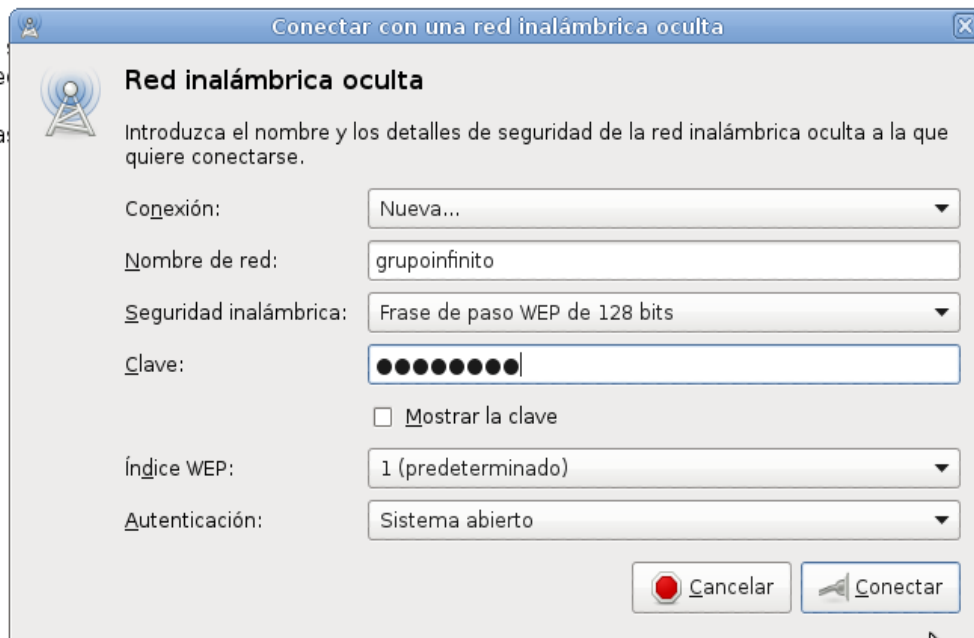 Conectar con una red inalámbrica oculta
Red inalámbrica oculta
Introduzca el nombre y los detalles de seguridad de la red inalámbrica oculta a la que
quiere conectarse.
Conexión: Nueva...
Nombre de red: grupoinfinito
Seguridad inalámbrica: Frase de paso WEP de 128 bits
Clave: ●●●●●●●●
Mostrar la clave
Índice WEP: 1 (predeterminado)
Autenticación: Sistema abierto
Cancelar Conectar